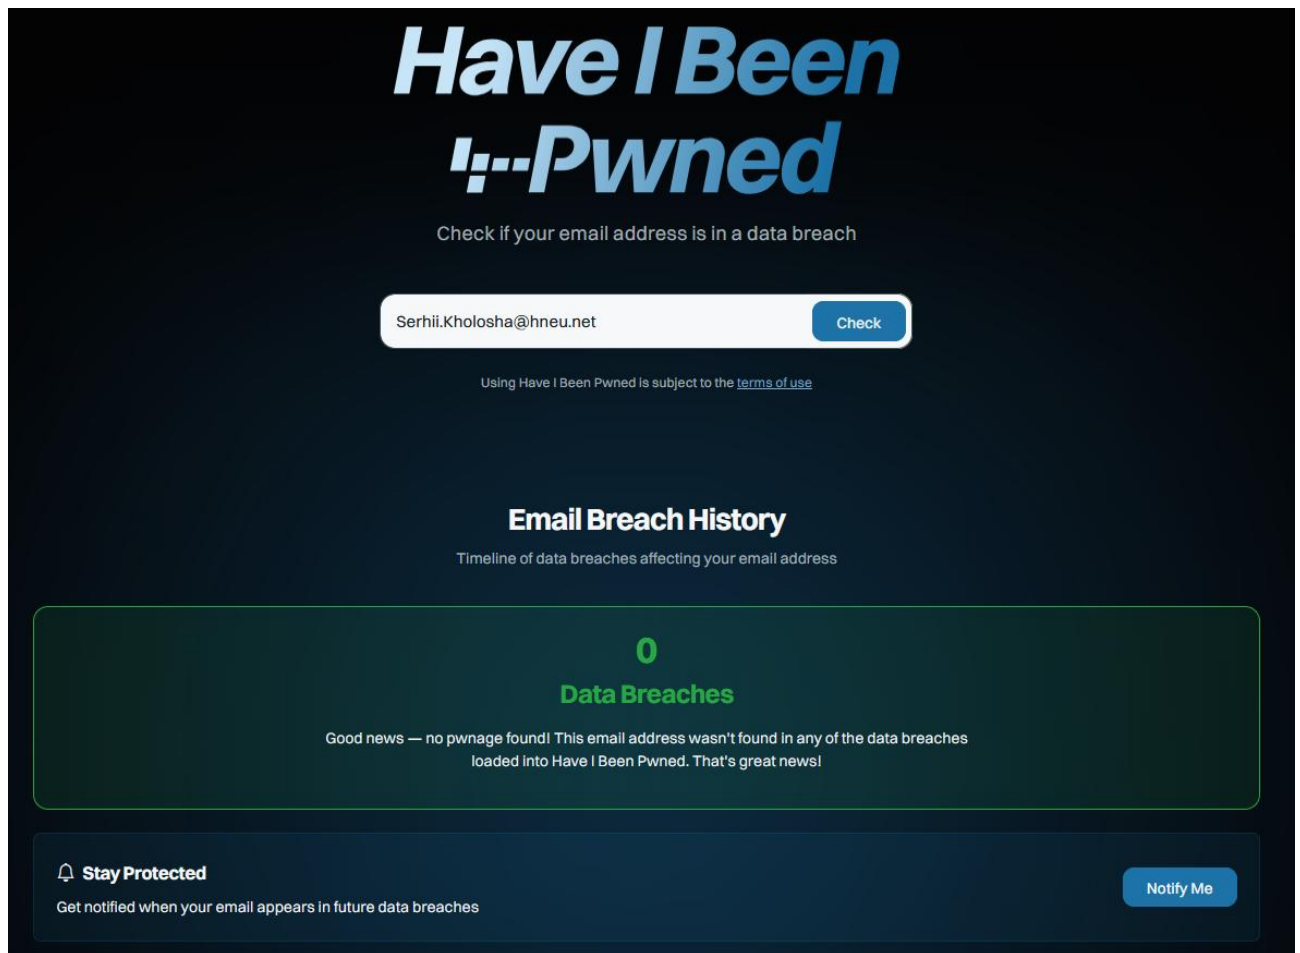 Have I Been
Pwned
Check if your email address is in a data breach
Serhii.Kholosha@hneu.net
Check
Using Have I Been Pwned is subject to the terms of use
Email Breach History
Timeline of data breaches affecting your email address
0
Data Breaches
Good news — no pwnage found! This email address wasn't found in any of the data breaches
loaded into Have I Been Pwned. That's great news!
Stay Protected
Get notified when your email appears in future data breaches
Notify Me